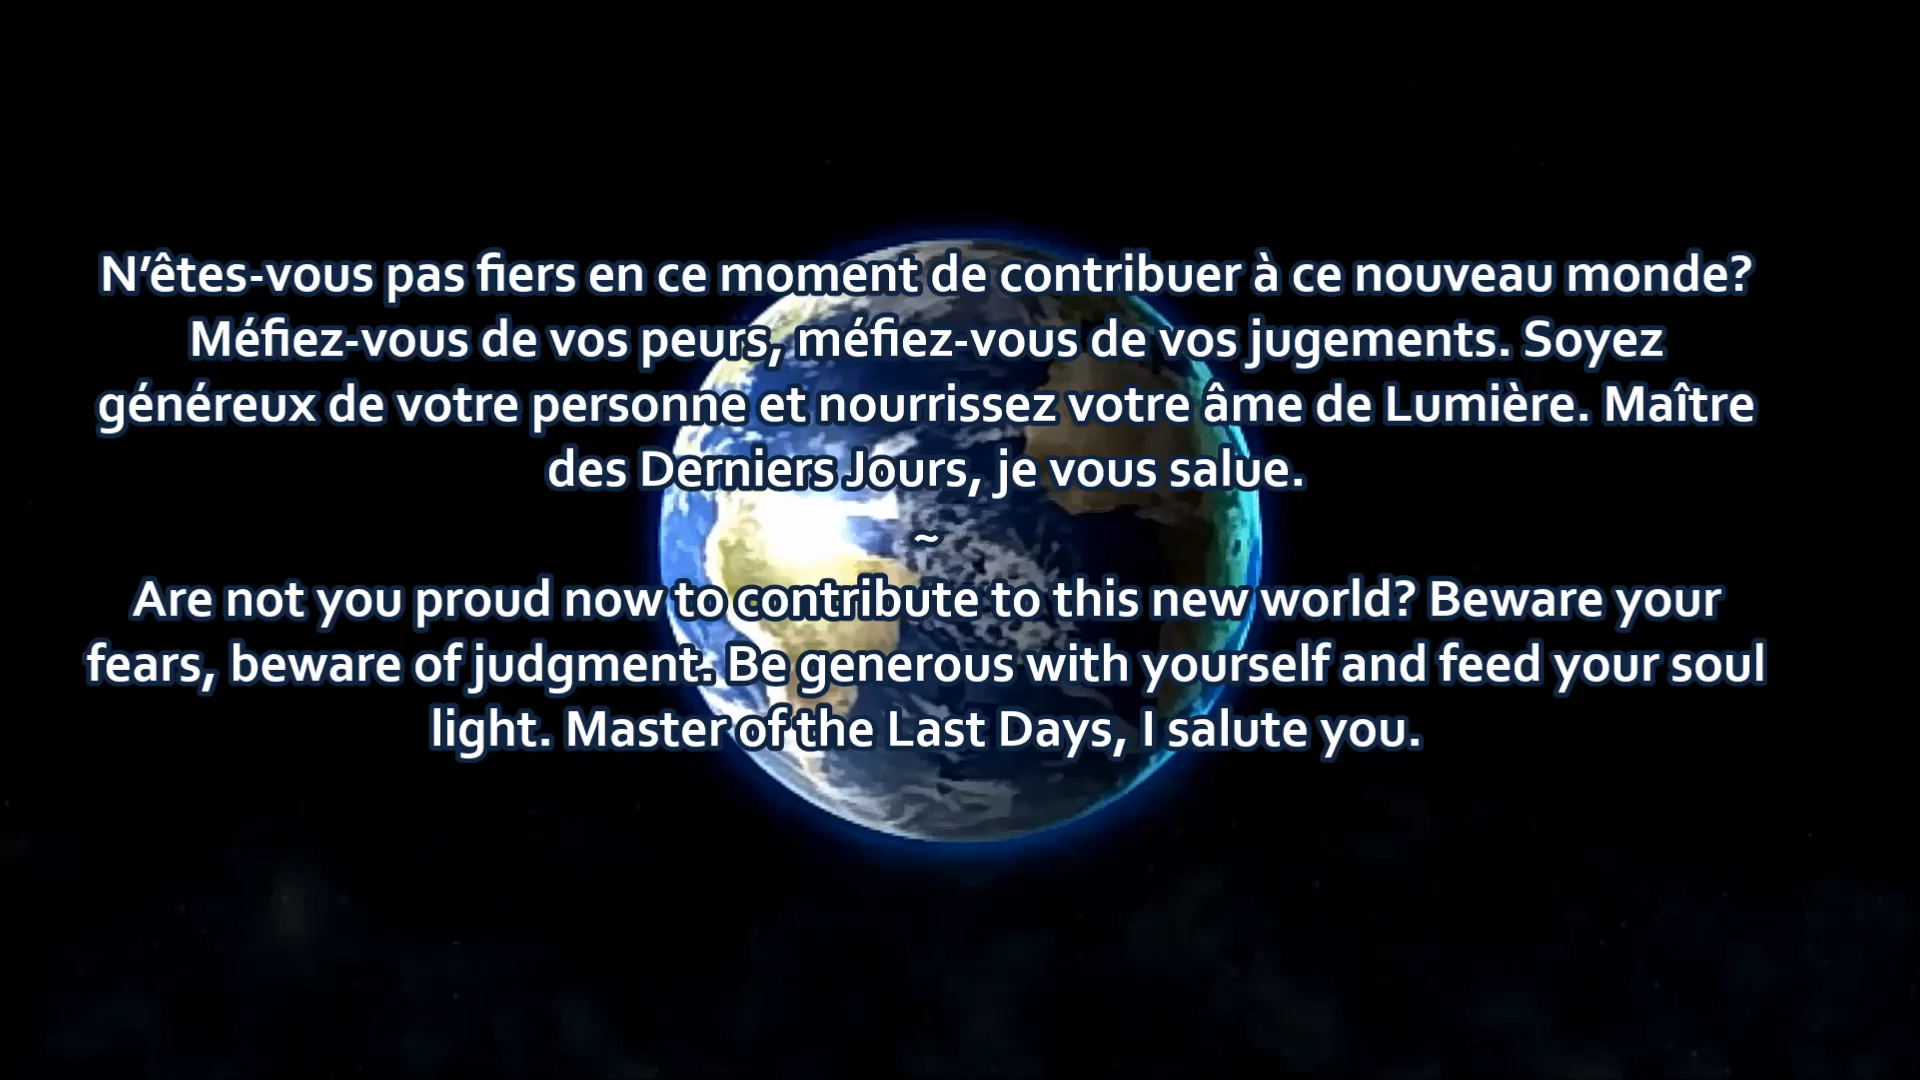 N’êtes-vous pas fiers en ce moment de contribuer à ce nouveau monde?
Méfiez-vous de vos peurs, méfiez-vous de vos jugements. Soyez
généreux de votre personne et nourrissez votre âme de Lumière. Maître
des Derniers Jours, je vous salue.
~
Are not you proud now to contribute to this new world? Beware your
fears, beware of judgment. Be generous with yourself and feed your soul
light. Master of the Last Days, I salute you.